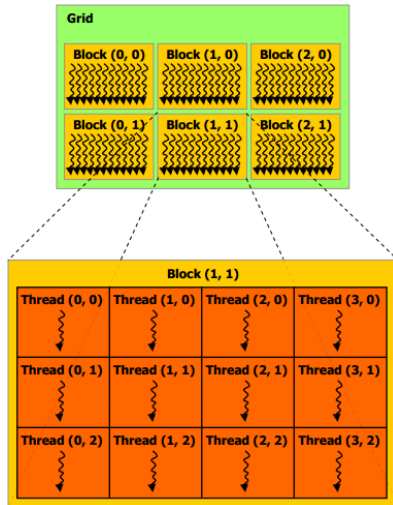 Grid
Block (0, 0) Block (1, 0) Block (2, 0)
Block (0, 1) Block (1, 1) Block (2, 1)
Block (1, 1)
Thread (0, 0) Thread (1, 0) Thread (2, 0) Thread (3, 0)
Thread (0, 1) Thread (1, 1) Thread (2, 1) Thread (3, 1)
Thread (0, 2) Thread (1, 2) Thread (2, 2) Thread (3, 2)